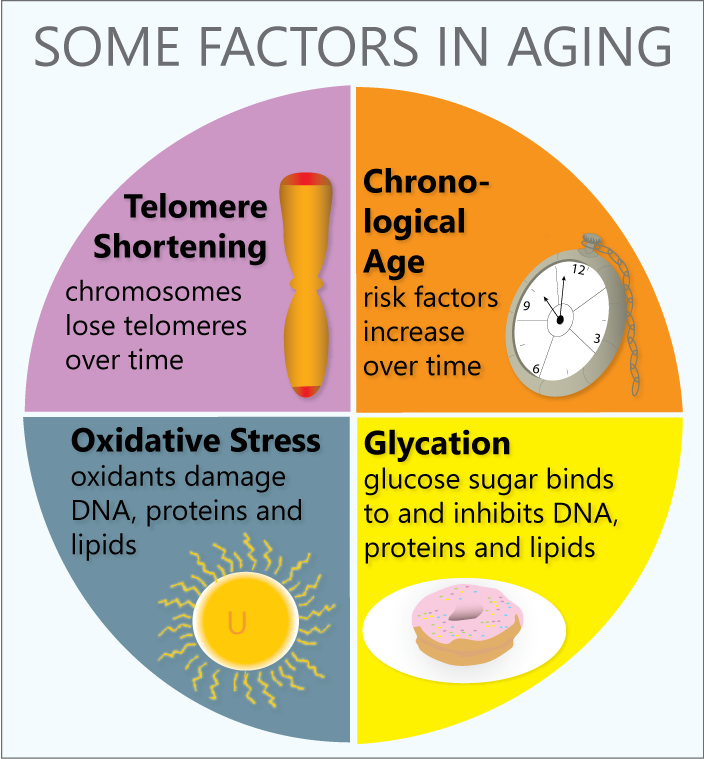 SOME FACTORS IN AGING
Telomere
Shortening
chromosomes
lose telomeres
over time
Chrono-
logical
Age
risk factors
increase
over time
12
9
3
6
Oxidative Stress
oxidants damage
DNA, proteins and
lipids
U
Glycation
glucose sugar binds
to and inhibits DNA,
proteins and lipids